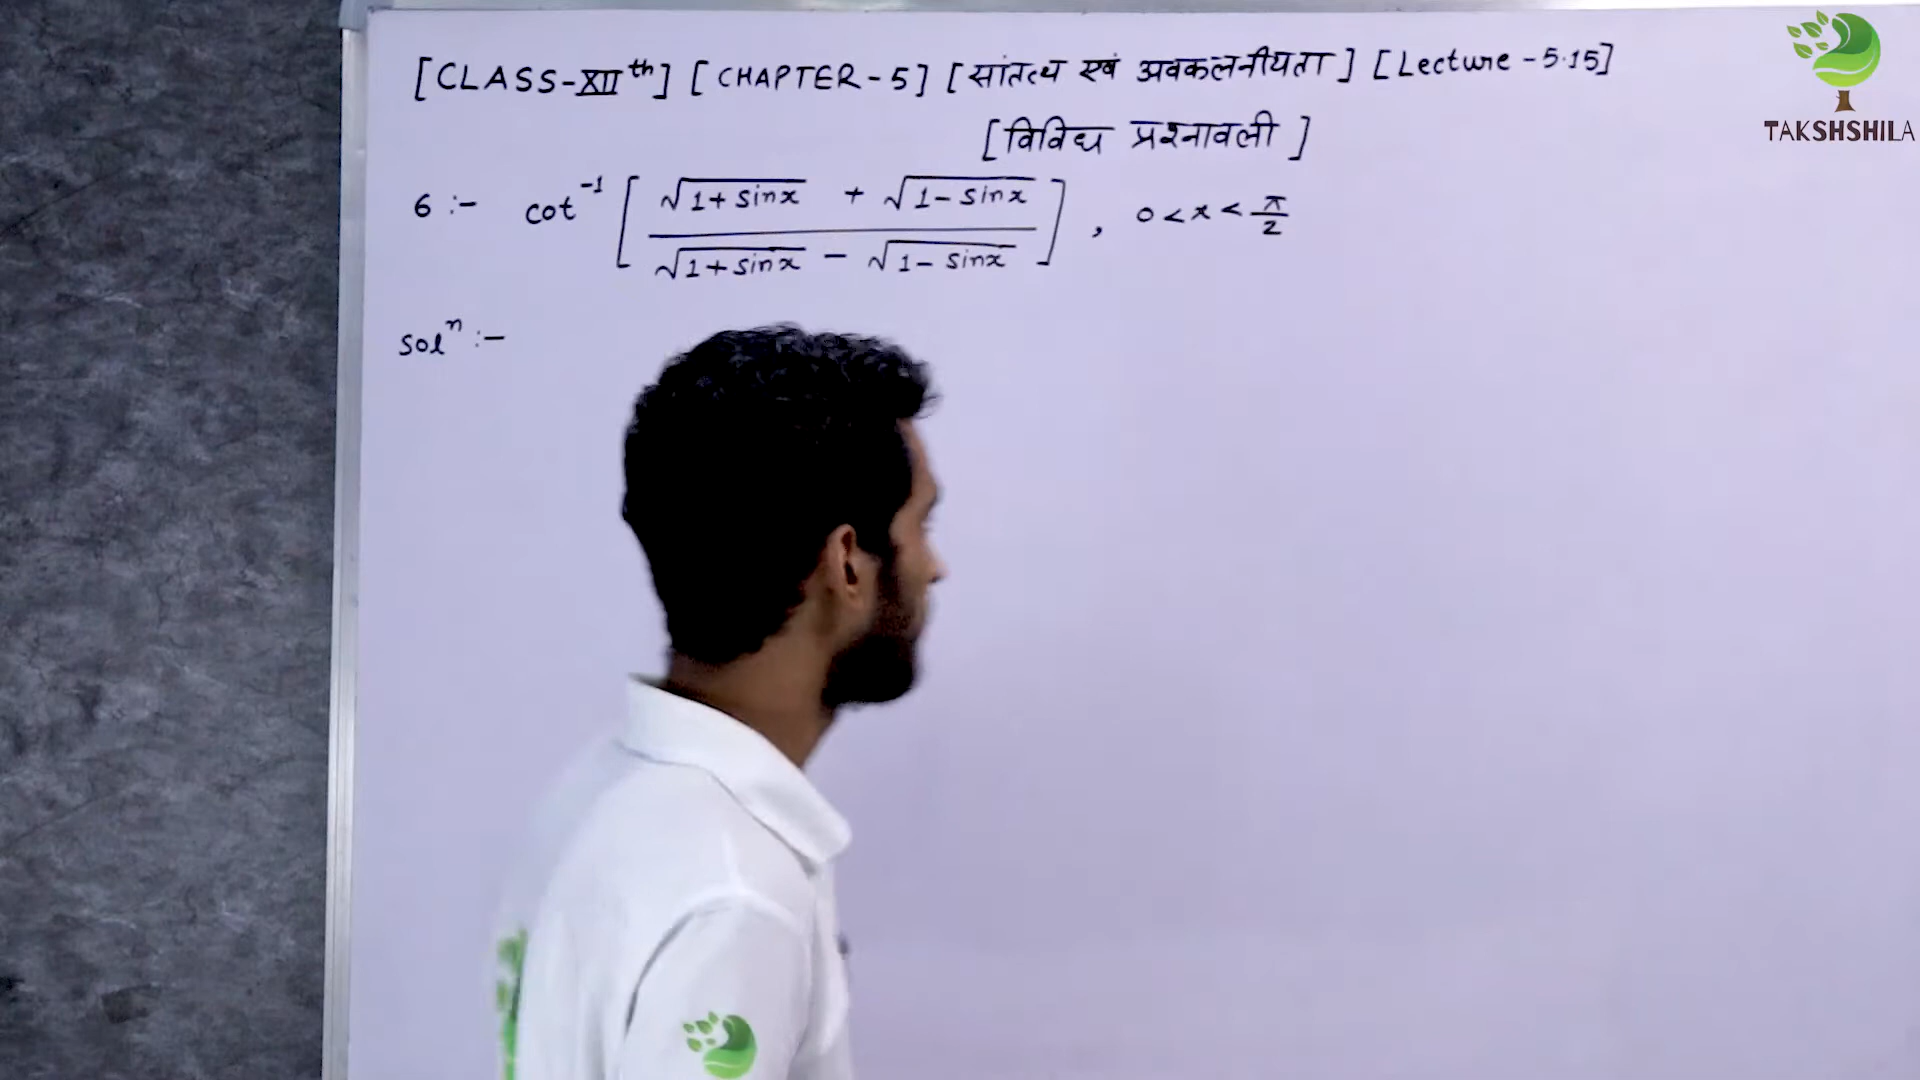 [CLASS-XIIth] [CHAPTER-5] [सांतत्य एवं अवकलनीयता] [Lecture-5.15]
[विविध प्रश्नावली]
6 :- cot⁻¹ [ (√(1+sinx) + √(1-sinx)) / (√(1+sinx) - √(1-sinx)) ] , 0<x<π/2
Solⁿ :-
TAKSHSHILA